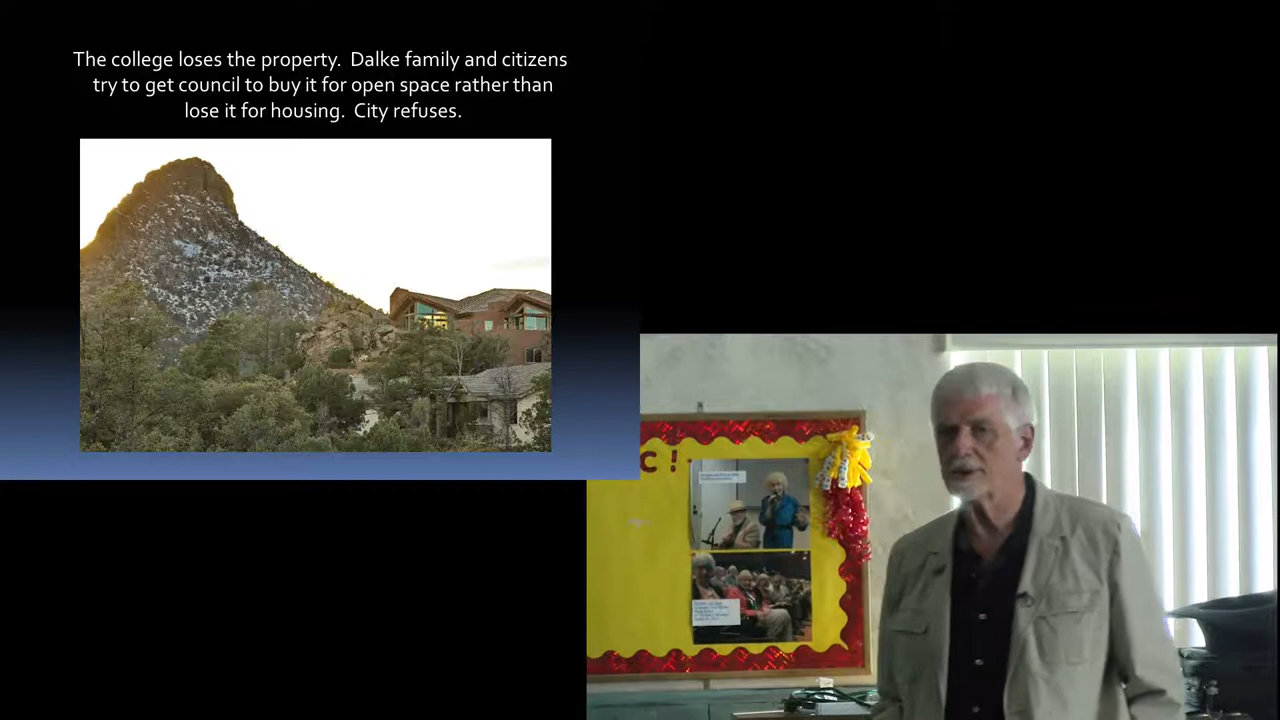 The college loses the property.  Dalke family and citizens
try to get council to buy it for open space rather than
lose it for housing.  City refuses.
C !